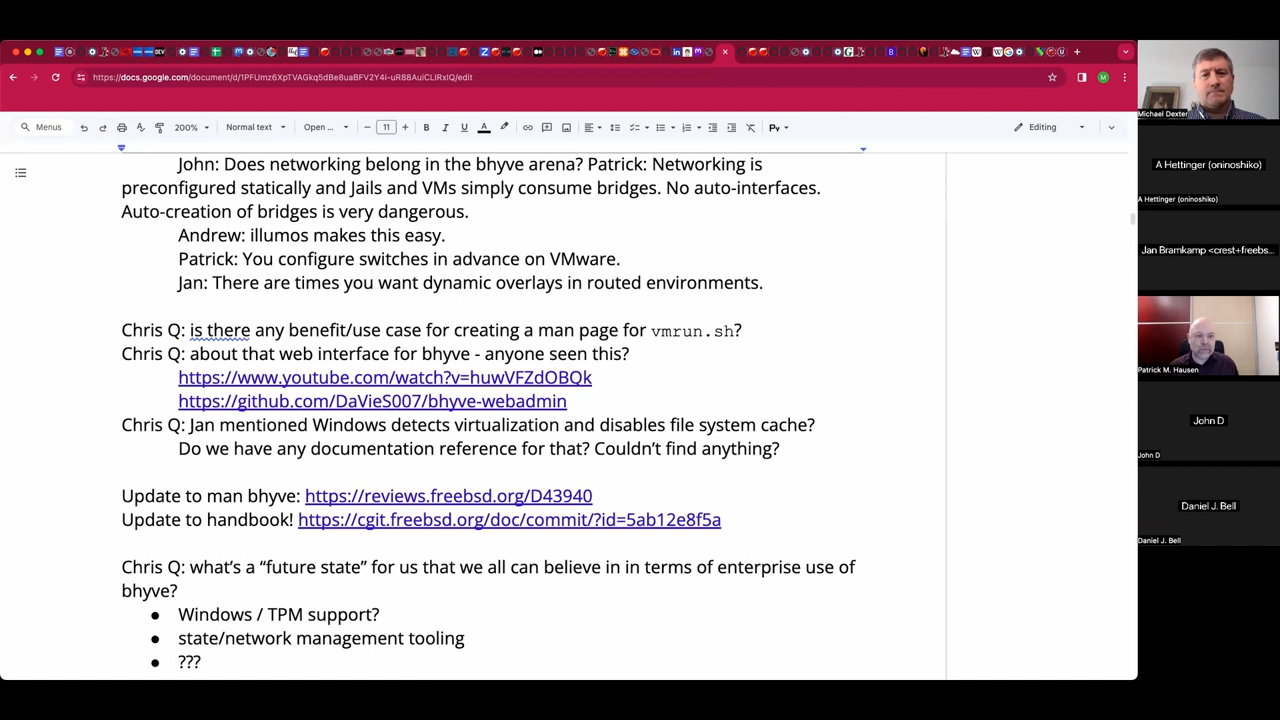 https://docs.google.com/document/d/1PFUmz6XpTVAGkq5dBe8uaBFV2Y4i-uR88AuiCLIRxIQ/edit
M
Menus
200%
Normal text
Open ...
11
B
I
U
A
Editing
John: Does networking belong in the bhyve arena? Patrick: Networking is
preconfigured statically and Jails and VMs simply consume bridges. No auto-interfaces.
Auto-creation of bridges is very dangerous.
Andrew: illumos makes this easy.
Patrick: You configure switches in advance on VMware.
Jan: There are times you want dynamic overlays in routed environments.
Chris Q: is there any benefit/use case for creating a man page for vmrun.sh?
Chris Q: about that web interface for bhyve - anyone seen this?
https://www.youtube.com/watch?v=huwVFZdOBQk
https://github.com/DaVieS007/bhyve-webadmin
Chris Q: Jan mentioned Windows detects virtualization and disables file system cache?
Do we have any documentation reference for that? Couldn't find anything?
Update to man bhyve: https://reviews.freebsd.org/D43940
Update to handbook! https://cgit.freebsd.org/doc/commit/?id=5ab12e8f5a
Chris Q: what's a “future state” for us that we all can believe in in terms of enterprise use of
bhyve?
● Windows / TPM support?
● state/network management tooling
● ???
Michael Dexter
A Hettinger (oninoshiko)
A Hettinger (oninoshiko)
Jan Bramkamp <crest+freebs...
Patrick M. Hausen
John D
John D
Daniel J. Bell
Daniel J. Bell